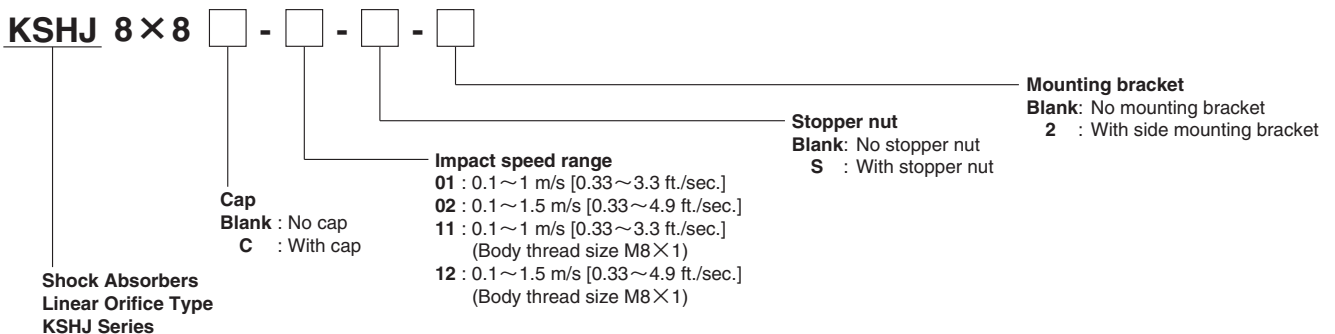 KSHJ 8×8 □ - □ - □ - □
Mounting bracket
Blank: No mounting bracket
2 : With side mounting bracket
Stopper nut
Blank: No stopper nut
S : With stopper nut
Impact speed range
01 : 0.1~1 m/s [0.33~3.3 ft./sec.]
02 : 0.1~1.5 m/s [0.33~4.9 ft./sec.]
11 : 0.1~1 m/s [0.33~3.3 ft./sec.]
(Body thread size M8×1)
12 : 0.1~1.5 m/s [0.33~4.9 ft./sec.]
(Body thread size M8×1)
Cap
Blank : No cap
C : With cap
Shock Absorbers
Linear Orifice Type
KSHJ Series